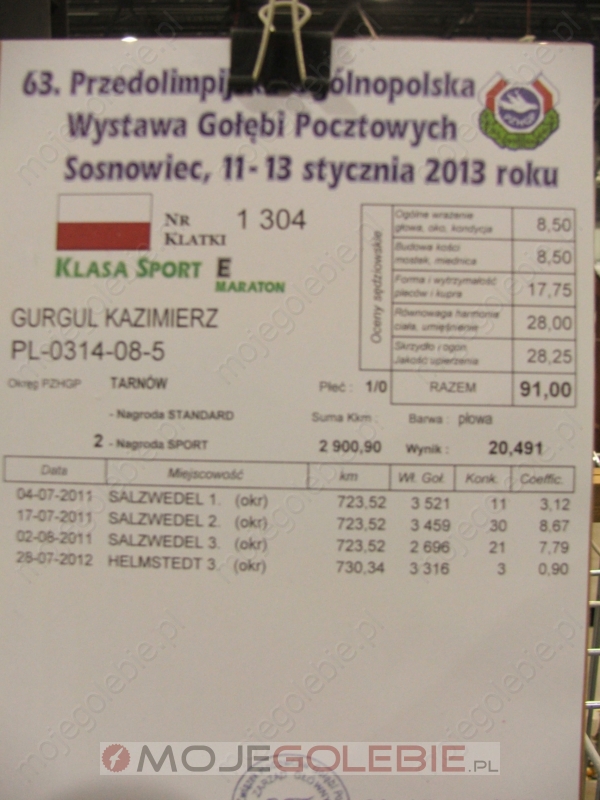 63. Przedolimpijska Ogólnopolska
Wystawa Gołębi Pocztowych
Sosnowiec, 11-13 stycznia 2013 roku
NR KLATKI 1 304
KLASA SPORT E
MARATON
GURGUL KAZIMIERZ
PL-0314-08-5
Oceny sędziowskie
Ogólne wrażenie
głowa, oko, kondycja 8,50
Budowa kości
mostek, miednica 8,50
Forma i wytrzymałość
pleców i kupra 17,75
Równowaga harmonia
ciała, umięśnienie 28,00
Skrzydło i ogon
Jakość upierzenia 28,25
Okręg PZHGP TARNÓW Płeć : 1/0 RAZEM 91,00
- Nagroda STANDARD Suma Kkm : Barwa : płowa
2 - Nagroda SPORT 2 900,90 Wynik : 20,491
Data Miejscowość km Wł. Goł. Konk. Coeffic.
04-07-2011 SALZWEDEL 1. (okr) 723,52 3 521 11 3,12
17-07-2011 SALZWEDEL 2. (okr) 723,52 3 459 30 8,67
02-08-2011 SALZWEDEL 3. (okr) 723,52 2 696 21 7,79
28-07-2012 HELMSTEDT 3. (okr) 730,34 3 316 3 0,90
MOJEGOLEBIE.PL
ZARZĄD GŁÓWNY